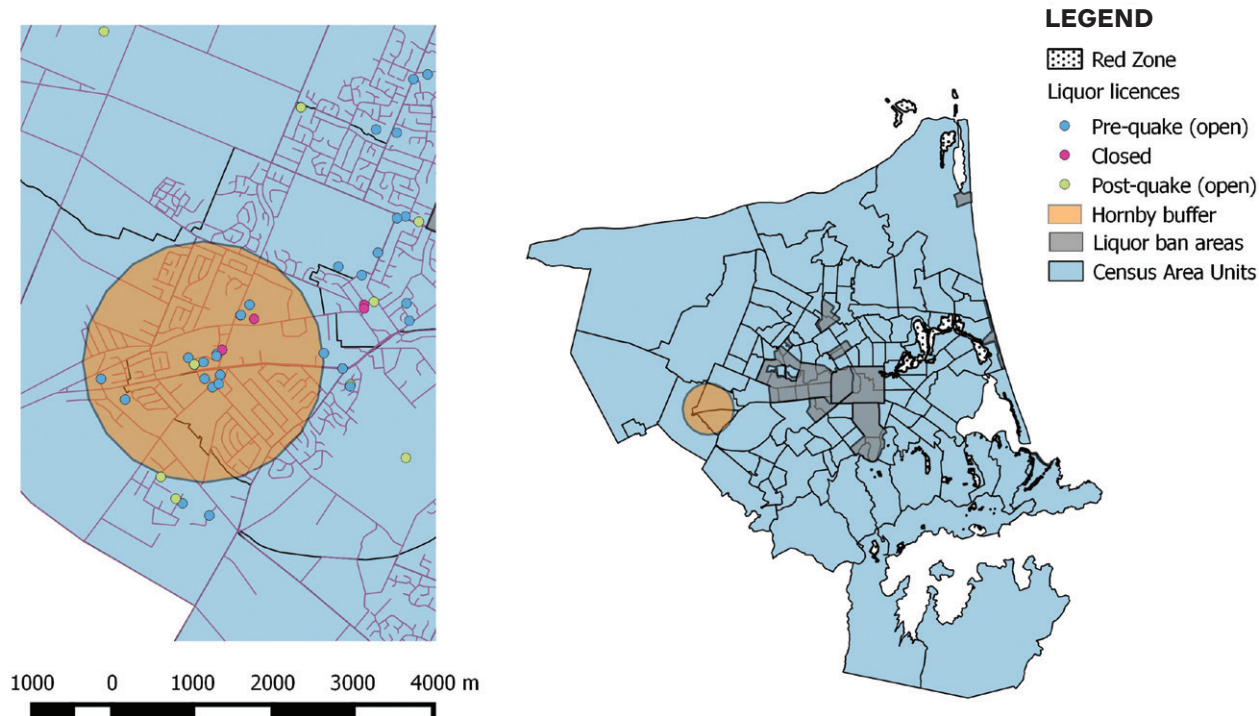 LEGEND
Red Zone
Liquor licences
Pre-quake (open)
Closed
Post-quake (open)
Hornby buffer
Liquor ban areas
Census Area Units
1000 0 1000 2000 3000 4000 m